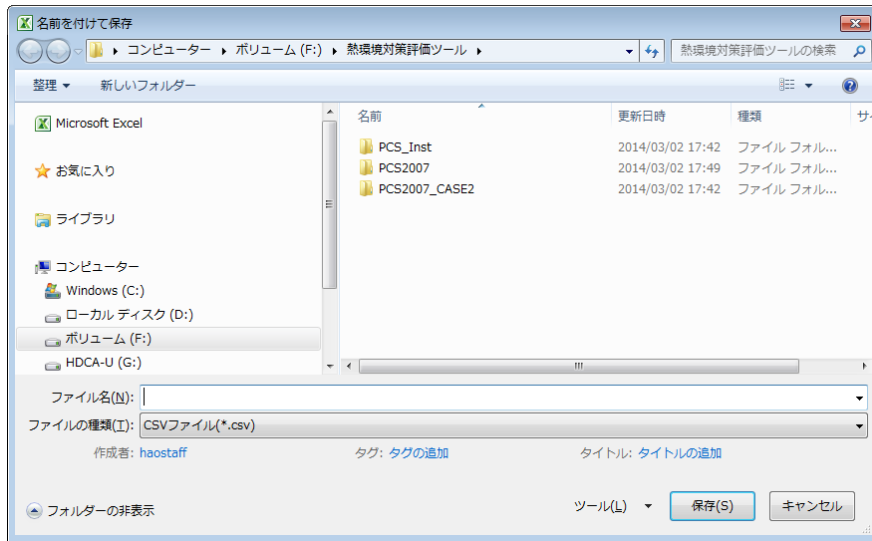 名前を付けて保存
コンピューター ボリューム (F:) 熱環境対策評価ツール 熱環境対策評価ツールの検索
整理 新しいフォルダー
Microsoft Excel
お気に入り
ライブラリ
コンピューター
Windows (C:)
ローカル ディスク (D:)
ボリューム (F:)
HDCA-U (G:)
名前 更新日時 種類 サ
PCS_Inst 2014/03/02 17:42 ファイル フォル...
PCS2007 2014/03/02 17:49 ファイル フォル...
PCS2007_CASE2 2014/03/02 17:42 ファイル フォル...
ファイル名(N):
ファイルの種類(T): CSVファイル(*.csv)
作成者: haostaff タグ: タグの追加 タイトル: タイトルの追加
フォルダーの非表示 ツール(L) 保存(S) キャンセル